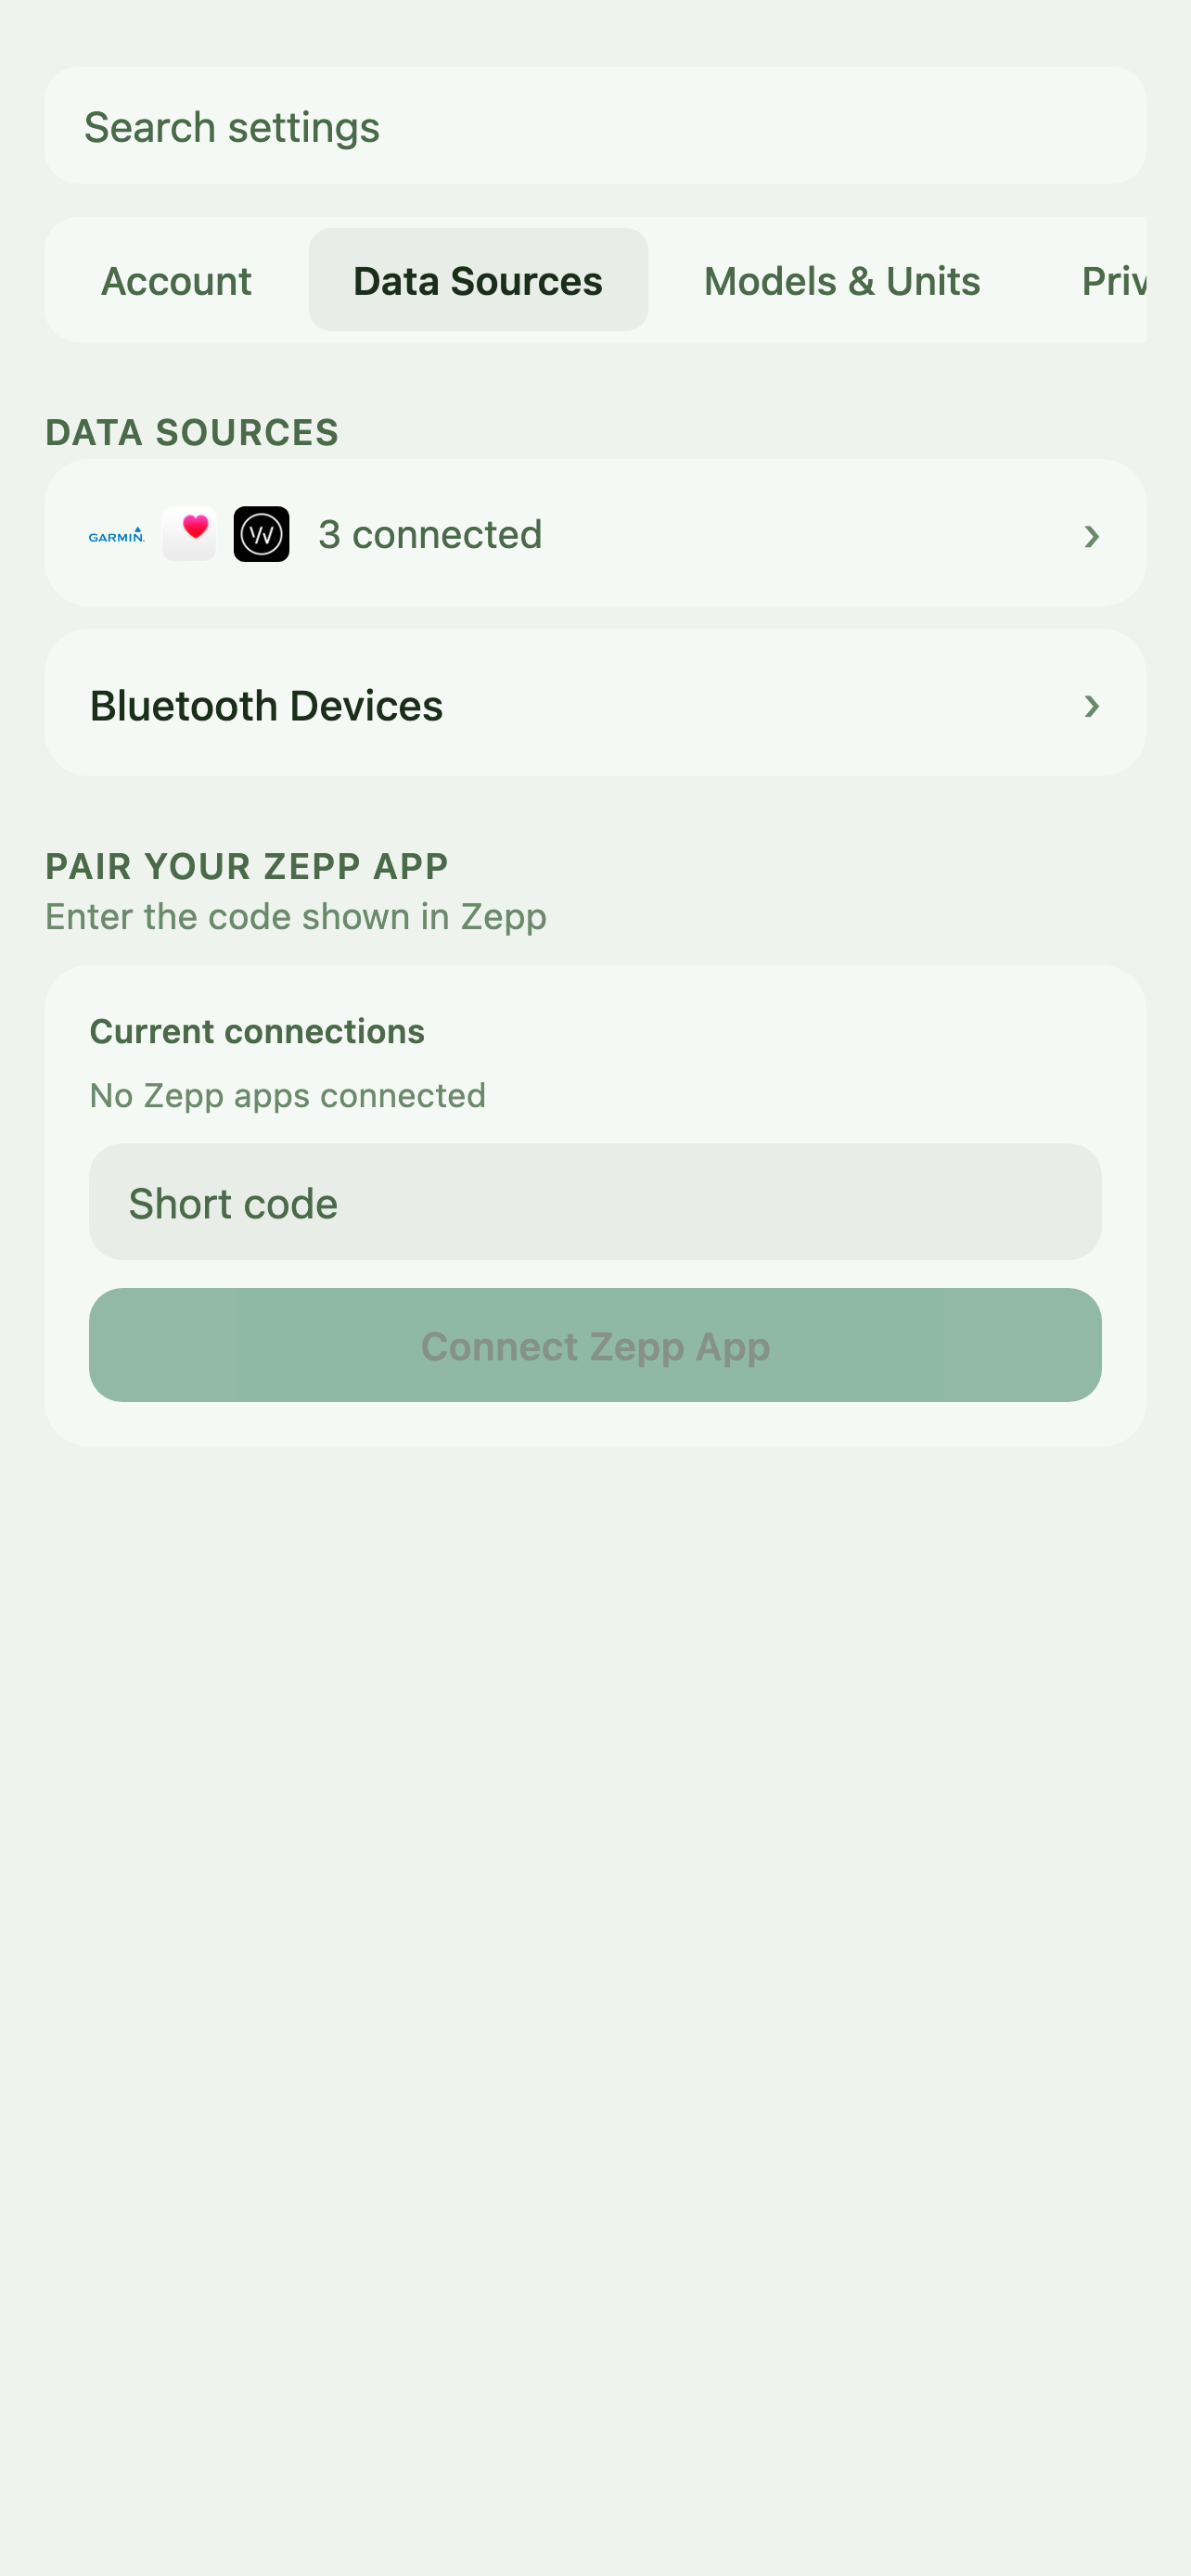 Search settings
Account Data Sources Models & Units Priv
DATA SOURCES
GARMIN. W 3 connected ›
Bluetooth Devices ›
PAIR YOUR ZEPP APP
Enter the code shown in Zepp
Current connections
No Zepp apps connected
Short code
Connect Zepp App